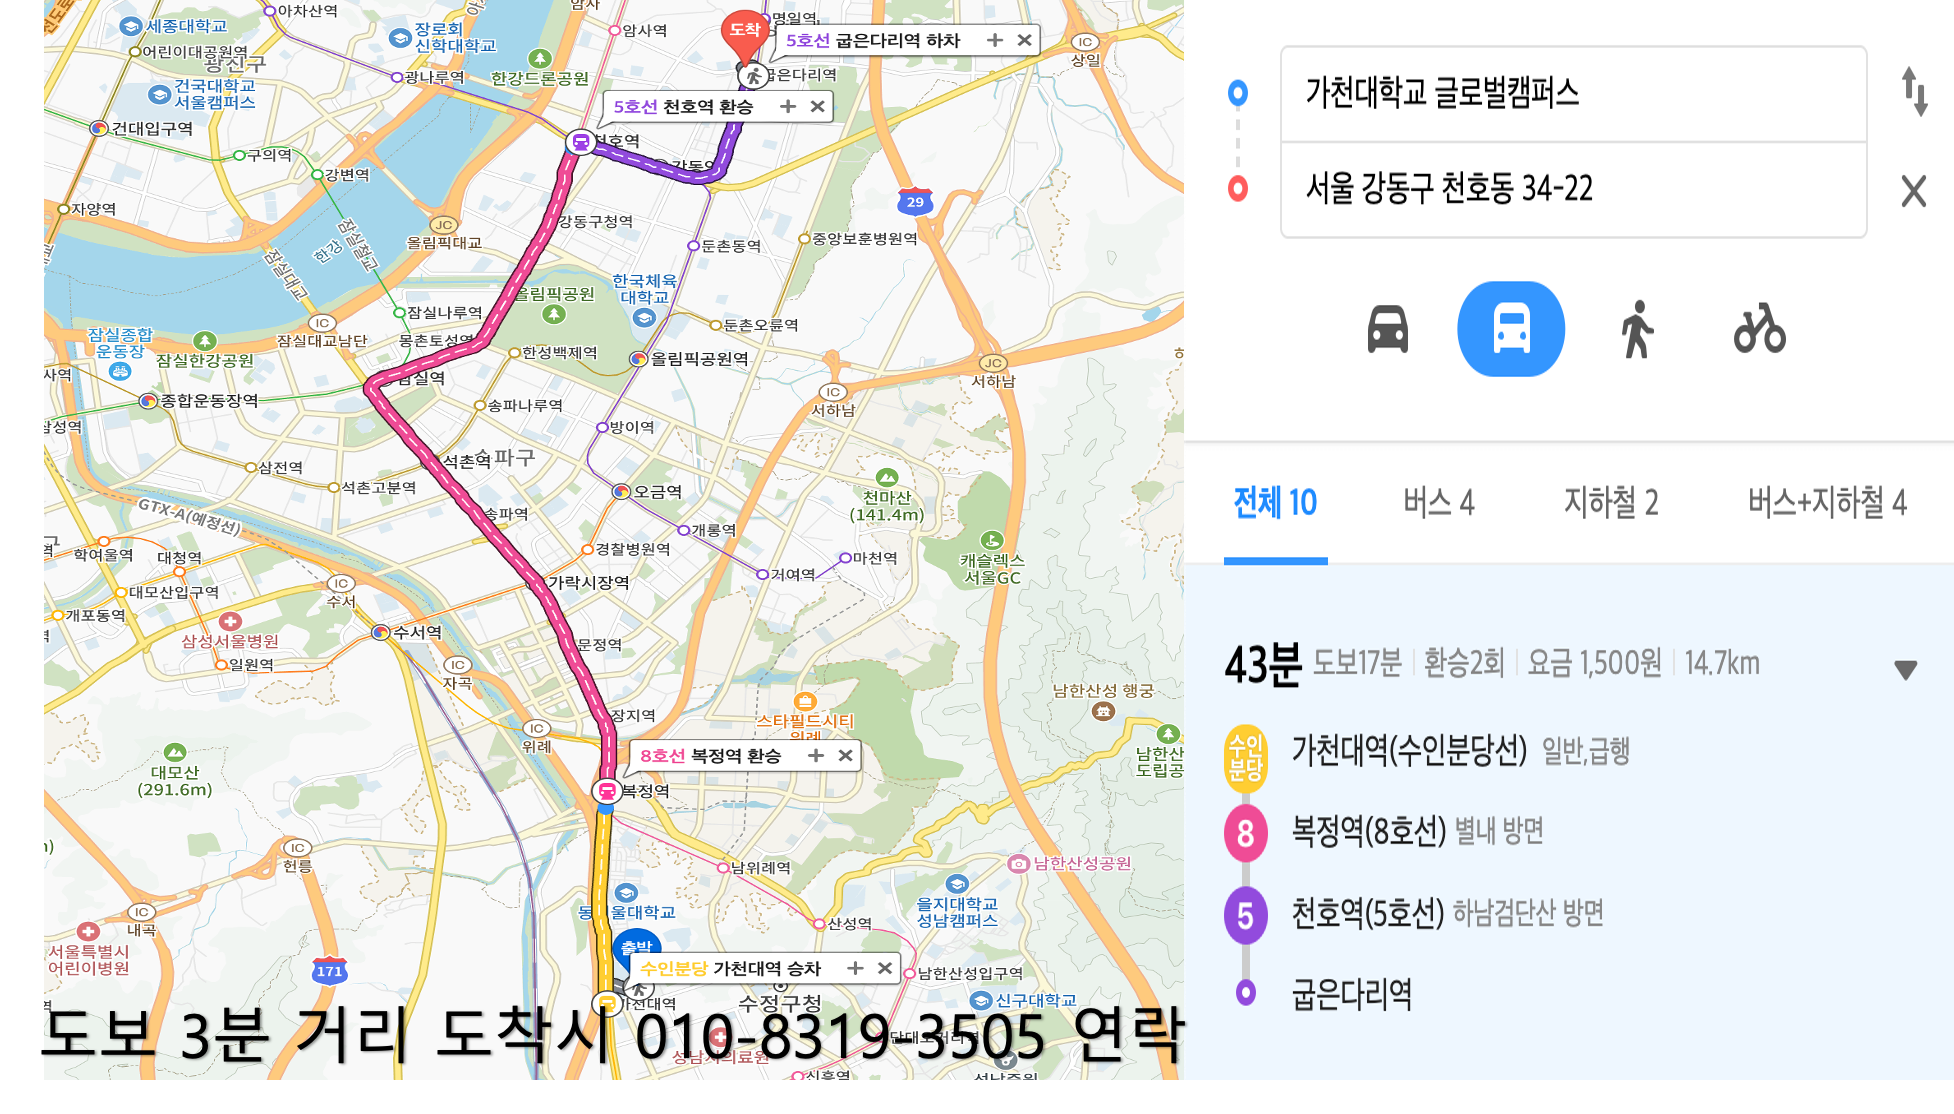 아차산역
세종대학교
어린이대공원역
광진구
건국대학교
서울캠퍼스
건대입구역
구의역
강변역
자양역
장로회
신학대학교
광나루역
한강드론공원
암사
암사역
명일역
도착
5호선 굽은다리역 하차
굽은다리역
5호선 천호역 환승
천호역
강동역
IC
상일
29
강동구청역
JC
올림픽대교
잠실철교
한강
잠실대교
둔촌동역
중앙보훈병원역
한국체육
대학교
올림픽공원
잠실나루역
IC
잠실대교남단
몽촌토성역
둔촌오륜역
한성백제역
올림픽공원역
잠실종합
운동장
잠실한강공원
잠실역
JC
서하남
IC
서하남
종합운동장역
삼성역
송파나루역
방이역
석촌역
송파구
삼전역
석촌고분역
오금역
천마산
(141.4m)
GTX-A(예정선)
송파역
개롱역
학여울역
대청역
경찰병원역
마천역
거여역
캐슬렉스
서울GC
가락시장역
대모산입구역
개포동역
IC
수서
수서역
삼성서울병원
일원역
문정역
IC
자곡
장지역
남한산성 행궁
스타필드시티
위례
IC
위례
8호선 복정역 환승
복정역
대모산
(291.6m)
남한산
도립공
남위례역
남한산성공원
IC
헌릉
IC
내곡
서울특별시
어린이병원
171
을지대학교
성남캠퍼스
산성역
출발
수인분당 가천대역 승차
가천대역
수정구청
남한산성입구역
신구대학교
성남시의료원
신흥역
도보 3분 거리 도착시 010-8319-3505 연락
가천대학교 글로벌캠퍼스
서울 강동구 천호동 34-22
전체 10 버스 4 지하철 2 버스+지하철 4
43분 도보17분 환승2회 요금 1,500원 14.7km
수인
분당
가천대역(수인분당선) 일반,급행
8 복정역(8호선) 별내 방면
5 천호역(5호선) 하남검단산 방면
굽은다리역